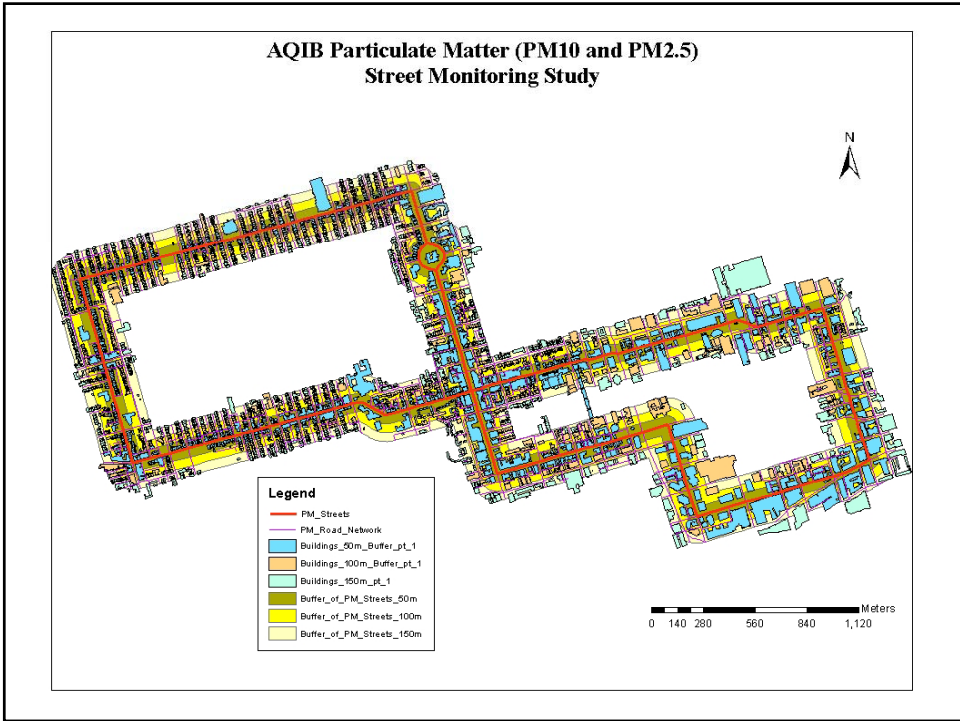 AQIB Particulate Matter (PM10 and PM2.5)
Street Monitoring Study
N
Legend
PM_Streets
PM_Road_Network
Buildings_50m_Buffer_pt_1
Buildings_100m_Buffer_pt_1
Buildings_150m_pt_1
Buffer_of_PM_Streets_50m
Buffer_of_PM_Streets_100m
Buffer_of_PM_Streets_150m
Meters
0 140 280 560 840 1,120